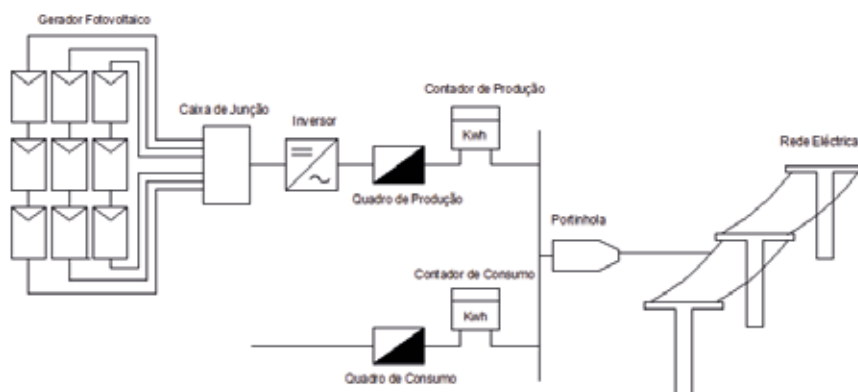 Gerador Fotovoltaico
Caixa de Junção
Inversor
Contador de Produção
Kwh
Quadro de Produção
Rede Eléctrica
Portinhola
Contador de Consumo
Kwh
Quadro de Consumo